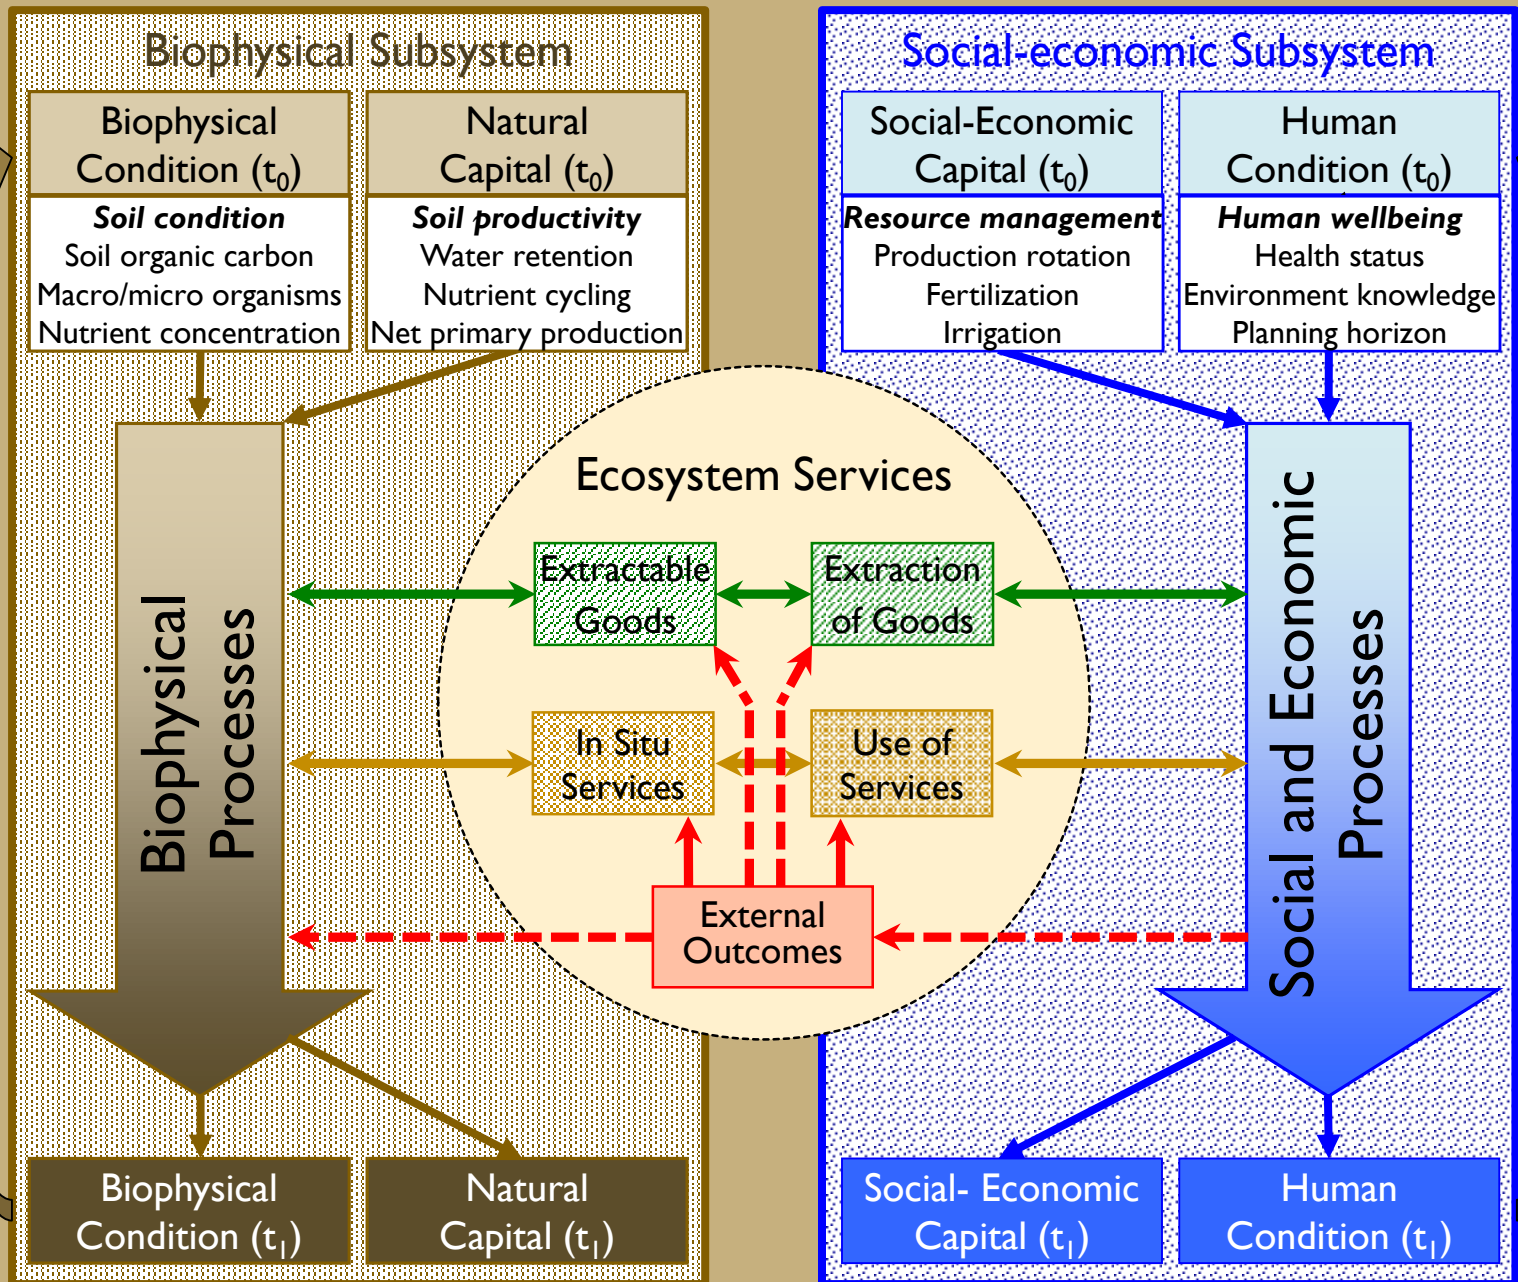 Biophysical Subsystem
Biophysical
Condition (t0)
Soil condition
Soil organic carbon
Macro/micro organisms
Nutrient concentration
Natural
Capital (t0)
Soil productivity
Water retention
Nutrient cycling
Net primary production
Social-economic Subsystem
Social-Economic
Capital (t0)
Resource management
Production rotation
Fertilization
Irrigation
Human
Condition (t0)
Human wellbeing
Health status
Environment knowledge
Planning horizon
Biophysical
Processes
Ecosystem Services
Extractable
Goods
Extraction
of Goods
In Situ
Services
Use of
Services
External
Outcomes
Social and Economic
Processes
Biophysical
Condition (t1)
Natural
Capital (t1)
Social- Economic
Capital (t1)
Human
Condition (t1)